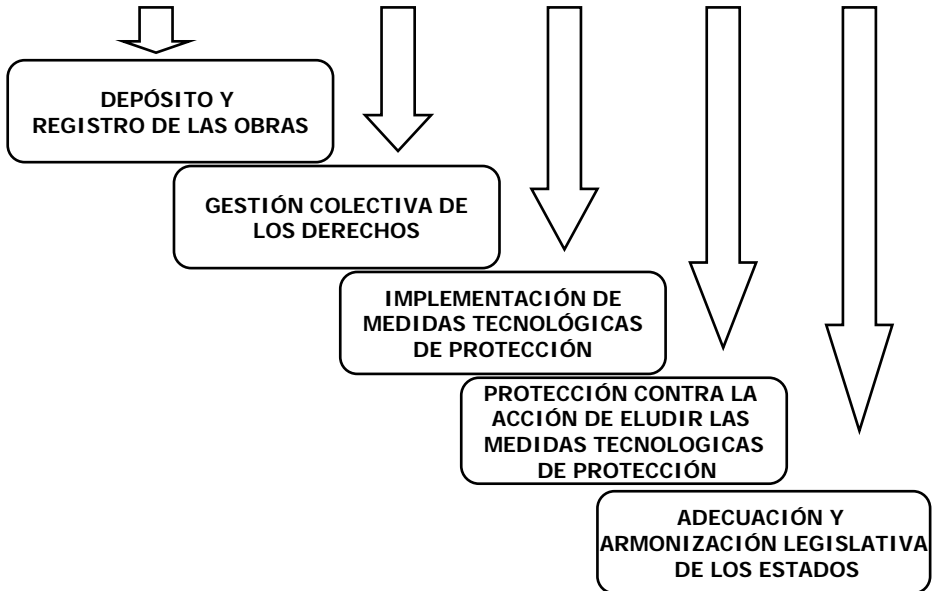 DEPÓSITO Y
REGISTRO DE LAS OBRAS
GESTIÓN COLECTIVA DE
LOS DERECHOS
IMPLEMENTACIÓN DE
MEDIDAS TECNOLÓGICAS
DE PROTECCIÓN
PROTECCIÓN CONTRA LA
ACCIÓN DE ELUDIR LAS
MEDIDAS TECNOLOGICAS
DE PROTECCIÓN
ADECUACIÓN Y
ARMONIZACIÓN LEGISLATIVA
DE LOS ESTADOS